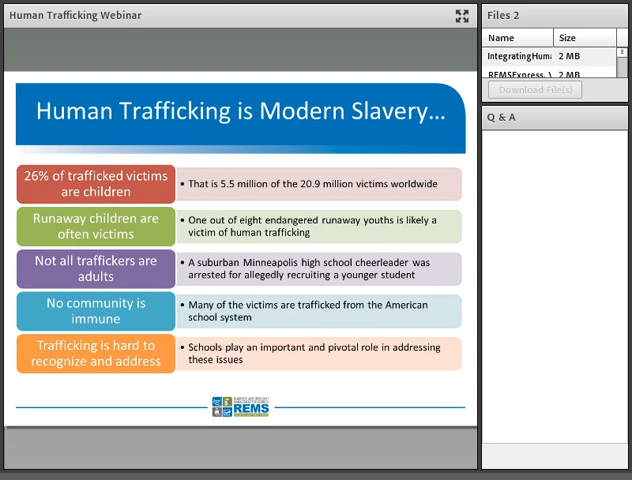 Human Trafficking Webinar
Human Trafficking is Modern Slavery…
26% of trafficked victims
are children
• That is 5.5 million of the 20.9 million victims worldwide
Runaway children are
often victims
• One out of eight endangered runaway youths is likely a
victim of human trafficking
Not all traffickers are
adults
• A suburban Minneapolis high school cheerleader was
arrested for allegedly recruiting a younger student
No community is
immune
• Many of the victims are trafficked from the American
school system
Trafficking is hard to
recognize and address
• Schools play an important and pivotal role in addressing
these issues
REMS
Files 2
Name Size
IntegratingHuma 2 MB
REMSExpress. 2 MB
Download File(s)
Q & A